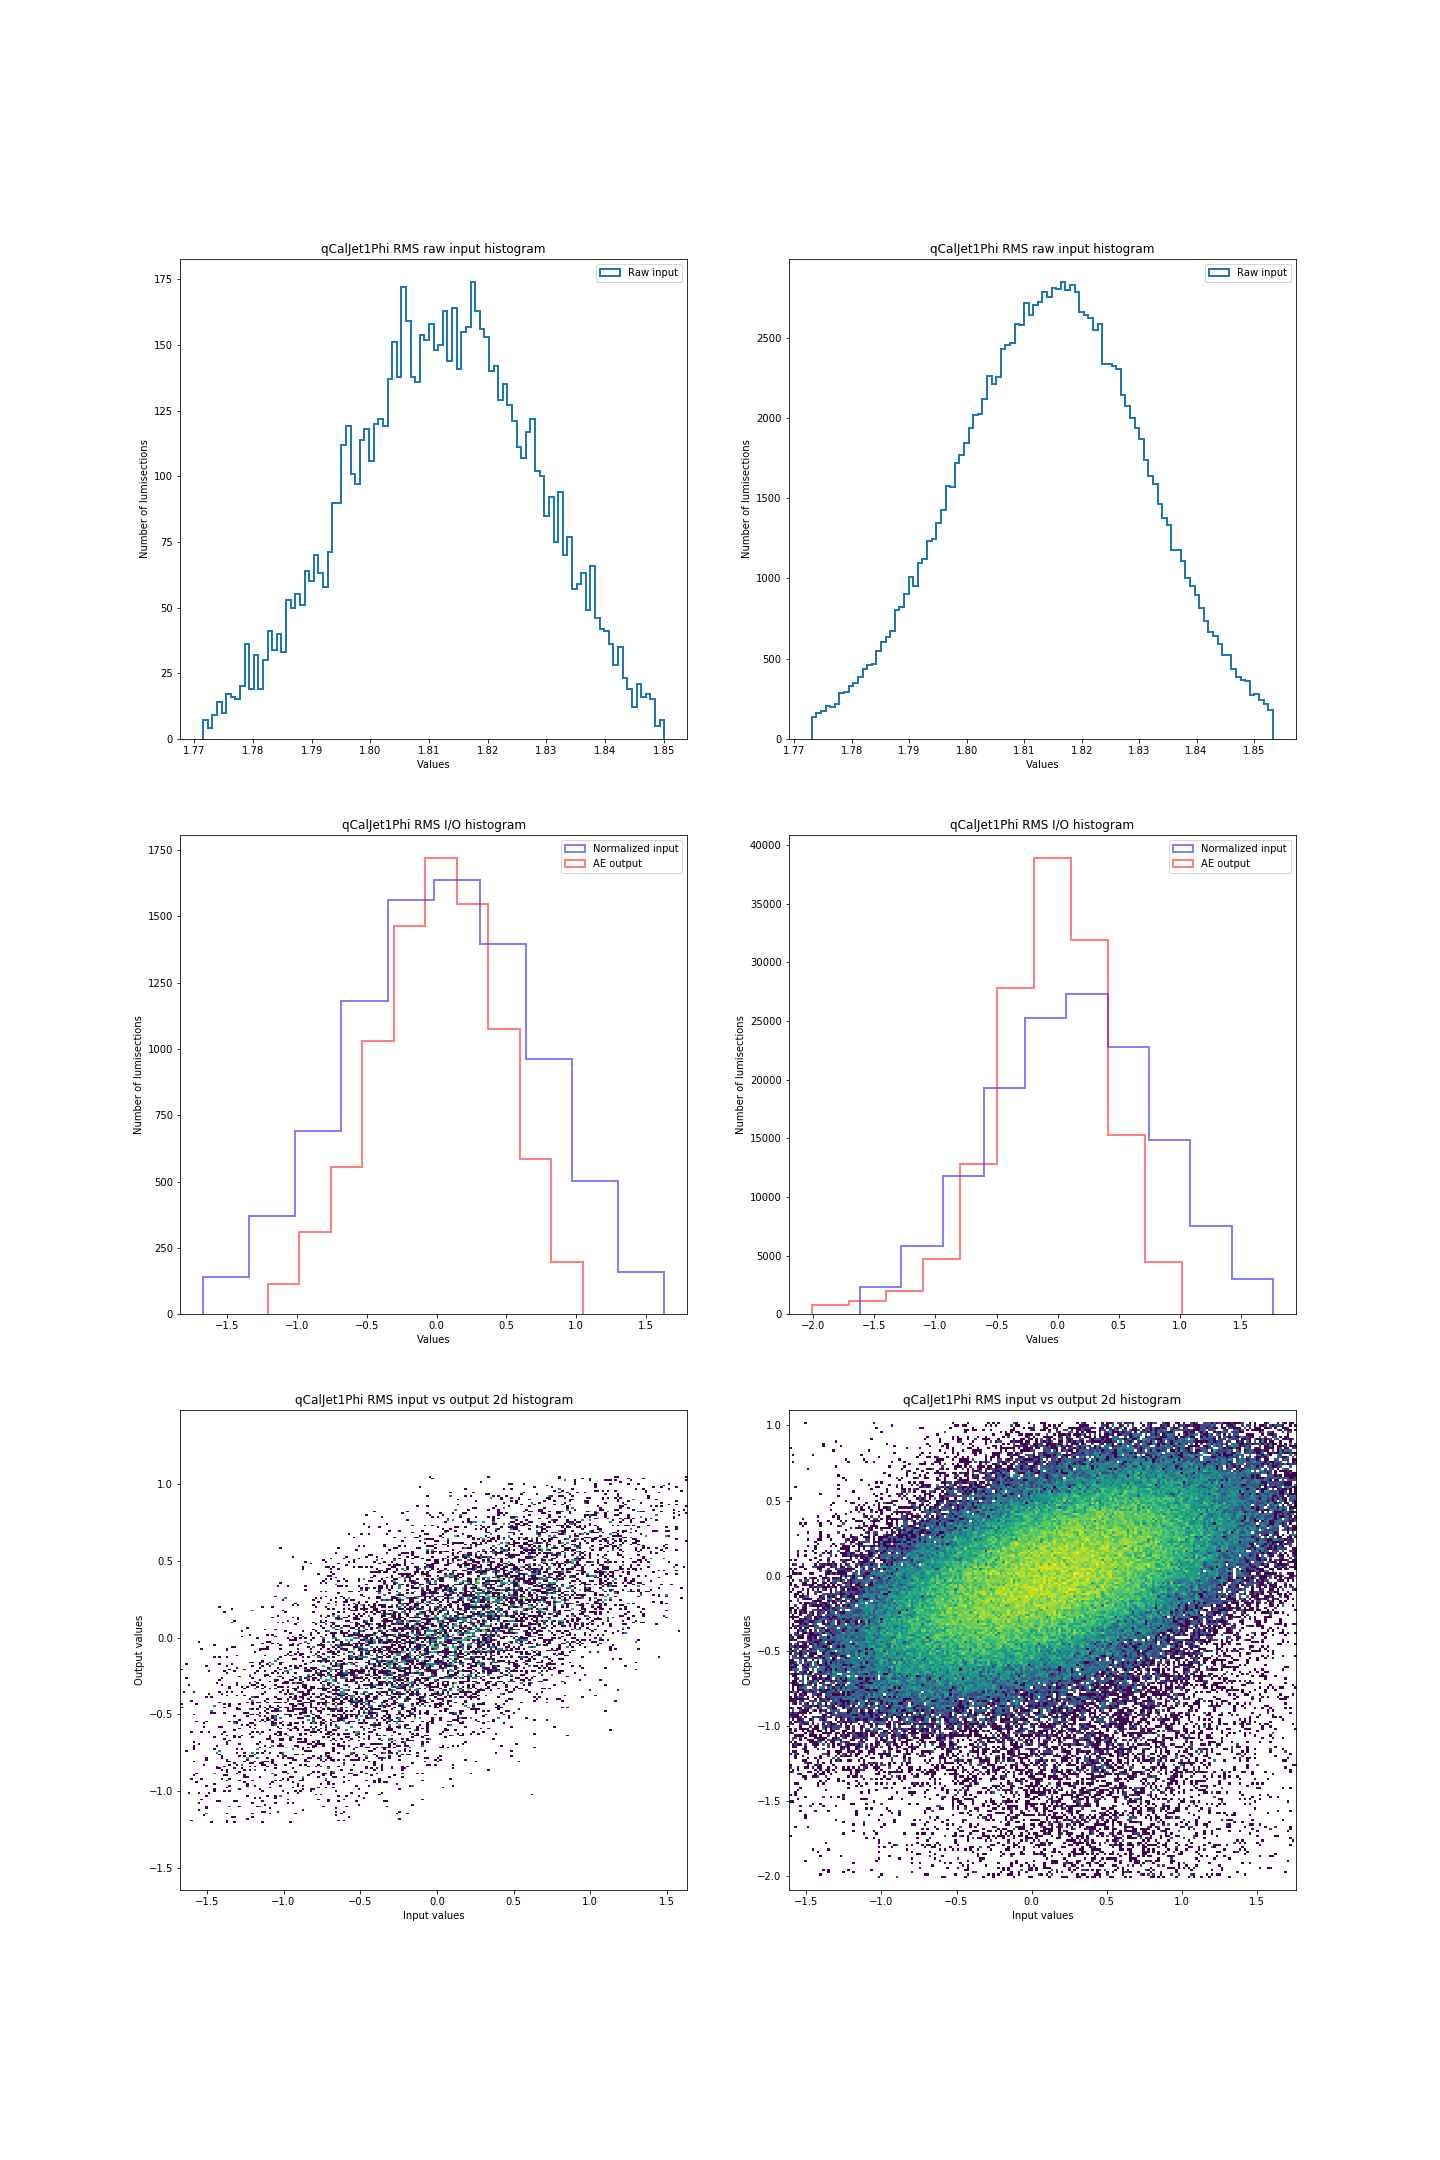 qCalJet1Phi RMS raw input histogram
Raw input
175
150
125
100
75
50
25
0
Number of lumisections
1.77 1.78 1.79 1.80 1.81 1.82 1.83 1.84 1.85
Values
qCalJet1Phi RMS raw input histogram
Raw input
2500
2000
1500
1000
500
0
Number of lumisections
1.77 1.78 1.79 1.80 1.81 1.82 1.83 1.84 1.85
Values
qCalJet1Phi RMS I/O histogram
Normalized input
AE output
1750
1500
1250
1000
750
500
250
0
Number of lumisections
−1.5 −1.0 −0.5 0.0 0.5 1.0 1.5
Values
qCalJet1Phi RMS I/O histogram
Normalized input
AE output
40000
35000
30000
25000
20000
15000
10000
5000
0
Number of lumisections
−2.0 −1.5 −1.0 −0.5 0.0 0.5 1.0 1.5
Values
qCalJet1Phi RMS input vs output 2d histogram
1.0
0.5
0.0
−0.5
−1.0
−1.5
Output values
−1.5 −1.0 −0.5 0.0 0.5 1.0 1.5
Input values
qCalJet1Phi RMS input vs output 2d histogram
1.0
0.5
0.0
−0.5
−1.0
−1.5
−2.0
Output values
−1.5 −1.0 −0.5 0.0 0.5 1.0 1.5
Input values